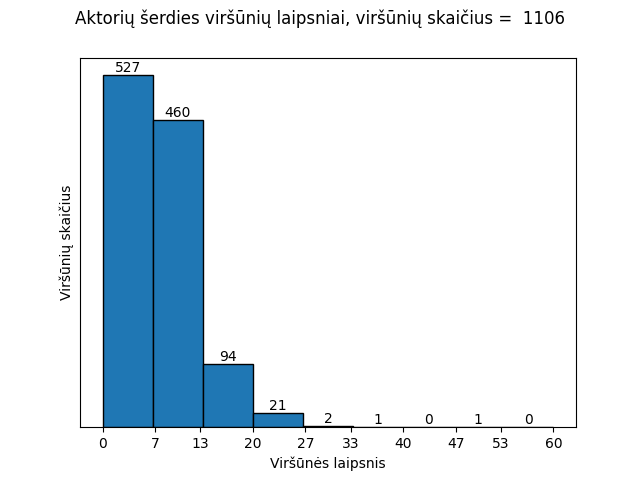 Aktorių šerdies viršūnių laipsniai, viršūnių skaičius =  1106
527
460
94
21
2
1
0
1
0
Viršūnių skaičius
0 7 13 20 27 33 40 47 53 60
Viršūnės laipsnis